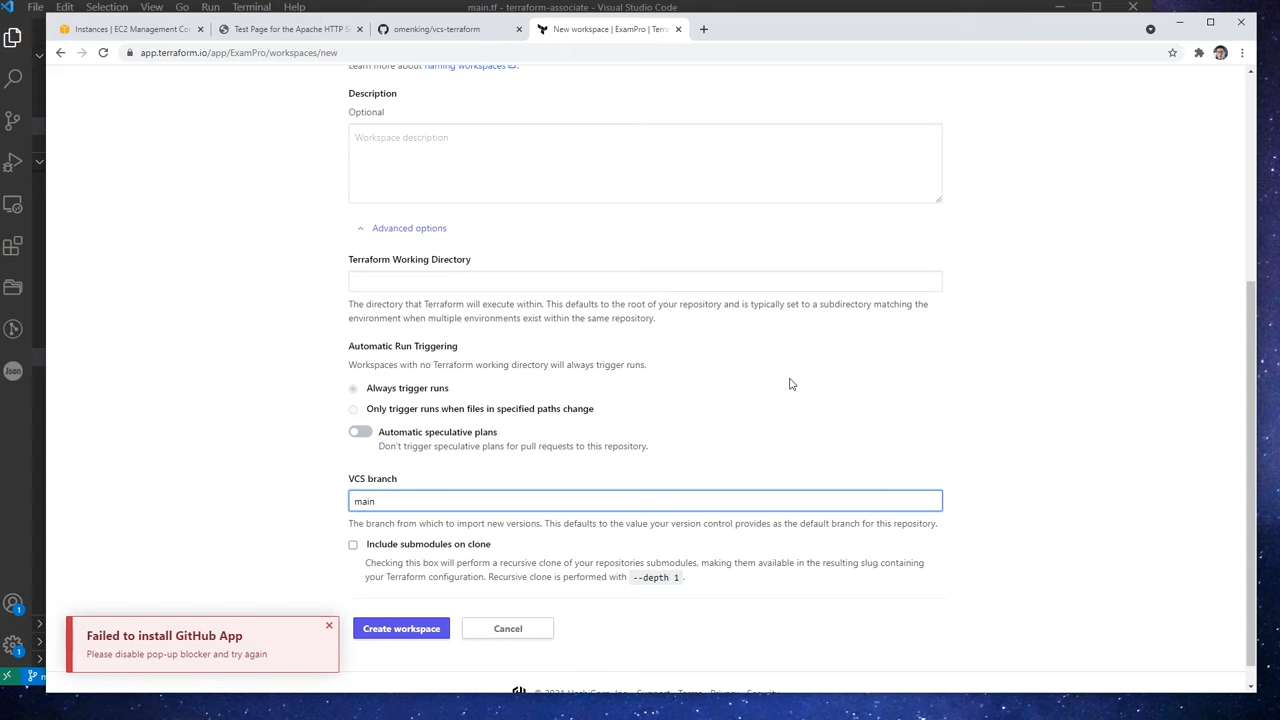 File Edit Selection View Go Run Terminal Help
main.tf - terraform-associate - Visual Studio Code
Instances | EC2 Management Co
Test Page for the Apache HTTP S
omenking/vcs-terraform
New workspace | ExamPro | Terra
app.terraform.io/app/ExamPro/workspaces/new
Learn more about naming workspaces
Description
Optional
Workspace description
Advanced options
Terraform Working Directory
The directory that Terraform will execute within. This defaults to the root of your repository and is typically set to a subdirectory matching the
environment when multiple environments exist within the same repository.
Automatic Run Triggering
Workspaces with no Terraform working directory will always trigger runs.
Always trigger runs
Only trigger runs when files in specified paths change
Automatic speculative plans
Don't trigger speculative plans for pull requests to this repository.
VCS branch
main
The branch from which to import new versions. This defaults to the value your version control provides as the default branch for this repository.
Include submodules on clone
Checking this box will perform a recursive clone of your repositories submodules, making them available in the resulting slug containing
your Terraform configuration. Recursive clone is performed with --depth 1.
Create workspace
Cancel
Failed to install GitHub App
Please disable pop-up blocker and try again
© 2021 HashiCorp, Inc. Support Terms Privacy Security
Json
1
1